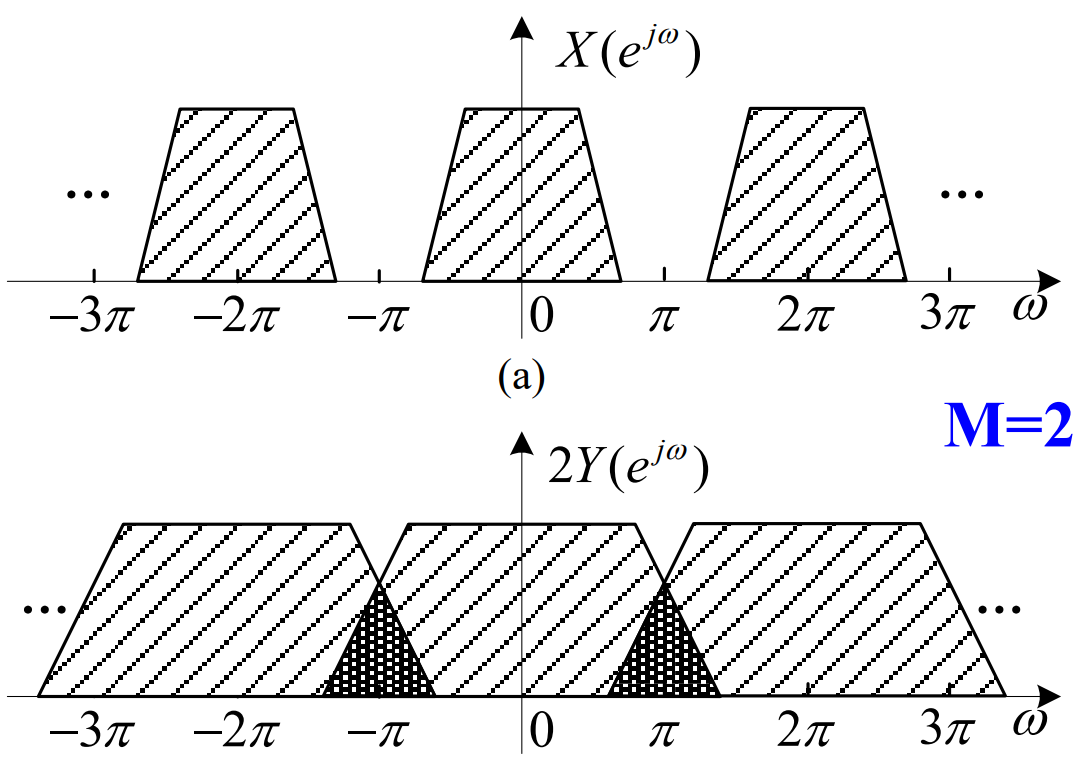 X(e^{jω})
... ...
−3π −2π −π 0 π 2π 3π ω
(a)
M=2
2Y(e^{jω})
... ...
−3π −2π −π 0 π 2π 3π ω